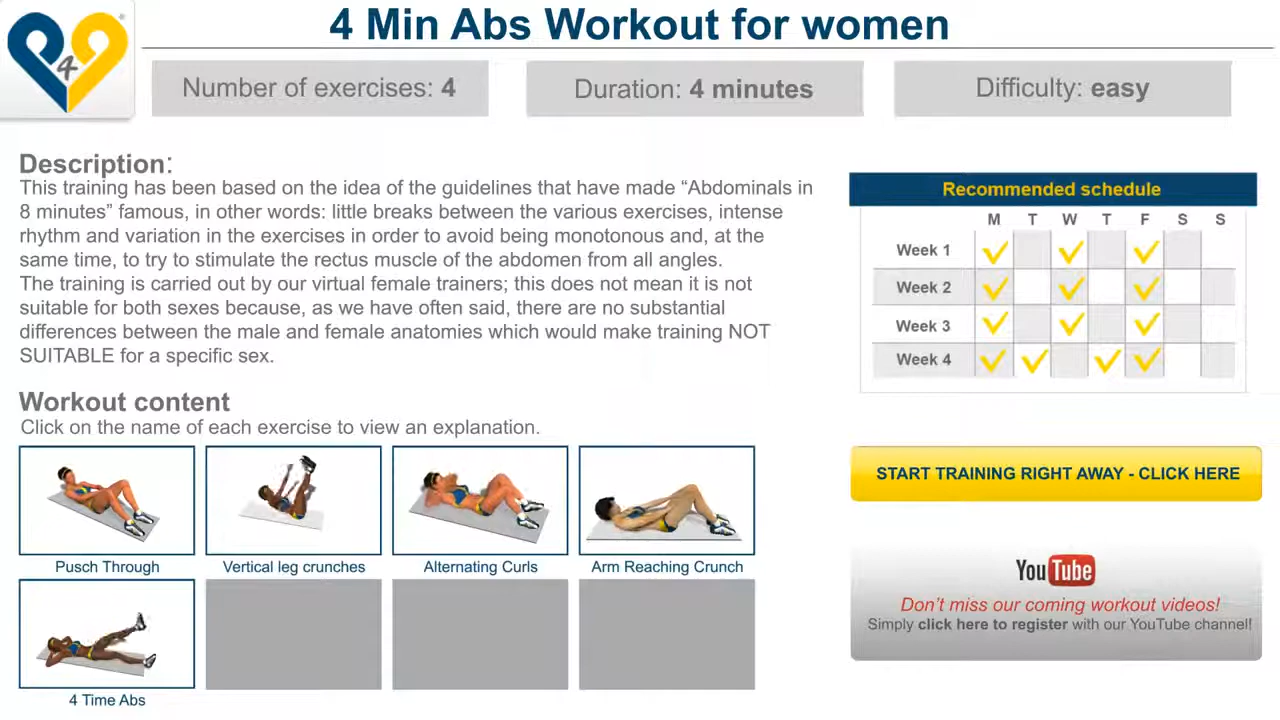 4 Min Abs Workout for women
4
Number of exercises: 4
Duration: 4 minutes
Difficulty: easy
Description:
This training has been based on the idea of the guidelines that have made “Abdominals in
8 minutes” famous, in other words: little breaks between the various exercises, intense
rhythm and variation in the exercises in order to avoid being monotonous and, at the
same time, to try to stimulate the rectus muscle of the abdomen from all angles.
The training is carried out by our virtual female trainers; this does not mean it is not
suitable for both sexes because, as we have often said, there are no substantial
differences between the male and female anatomies which would make training NOT
SUITABLE for a specific sex.
Recommended schedule
M T W T F S S
Week 1
Week 2
Week 3
Week 4
Workout content
Click on the name of each exercise to view an explanation.
Pusch Through
Vertical leg crunches
Alternating Curls
Arm Reaching Crunch
4 Time Abs
START TRAINING RIGHT AWAY - CLICK HERE
YouTube
Don’t miss our coming workout videos!
Simply click here to register with our YouTube channel!